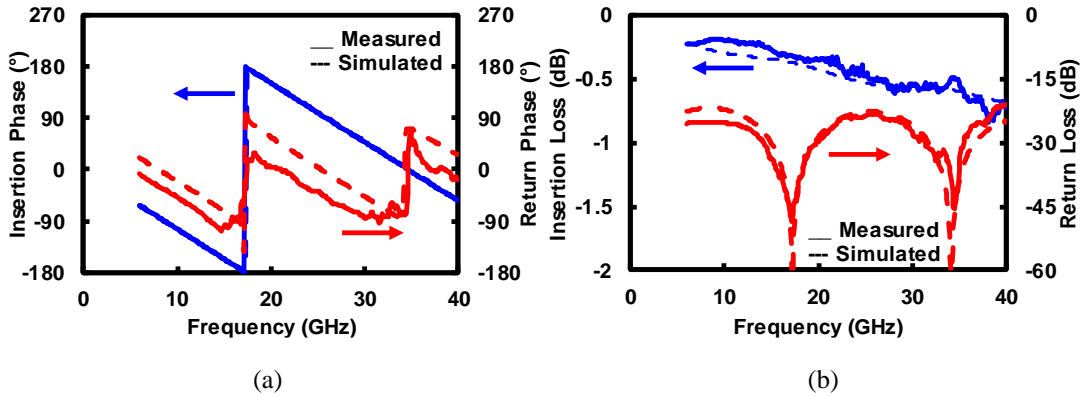 270
180
90
0
-90
-180
Insertion Phase (°)
__ Measured
--- Simulated
270
180
90
0
-90
-180
Return Phase (°)
0 10 20 30 40
Frequency (GHz)
(a)
0
-0.5
-1
-1.5
-2
Insertion Loss (dB)
__ Measured
--- Simulated
0
-15
-30
-45
-60
Return Loss (dB)
0 10 20 30 40
Frequency (GHz)
(b)